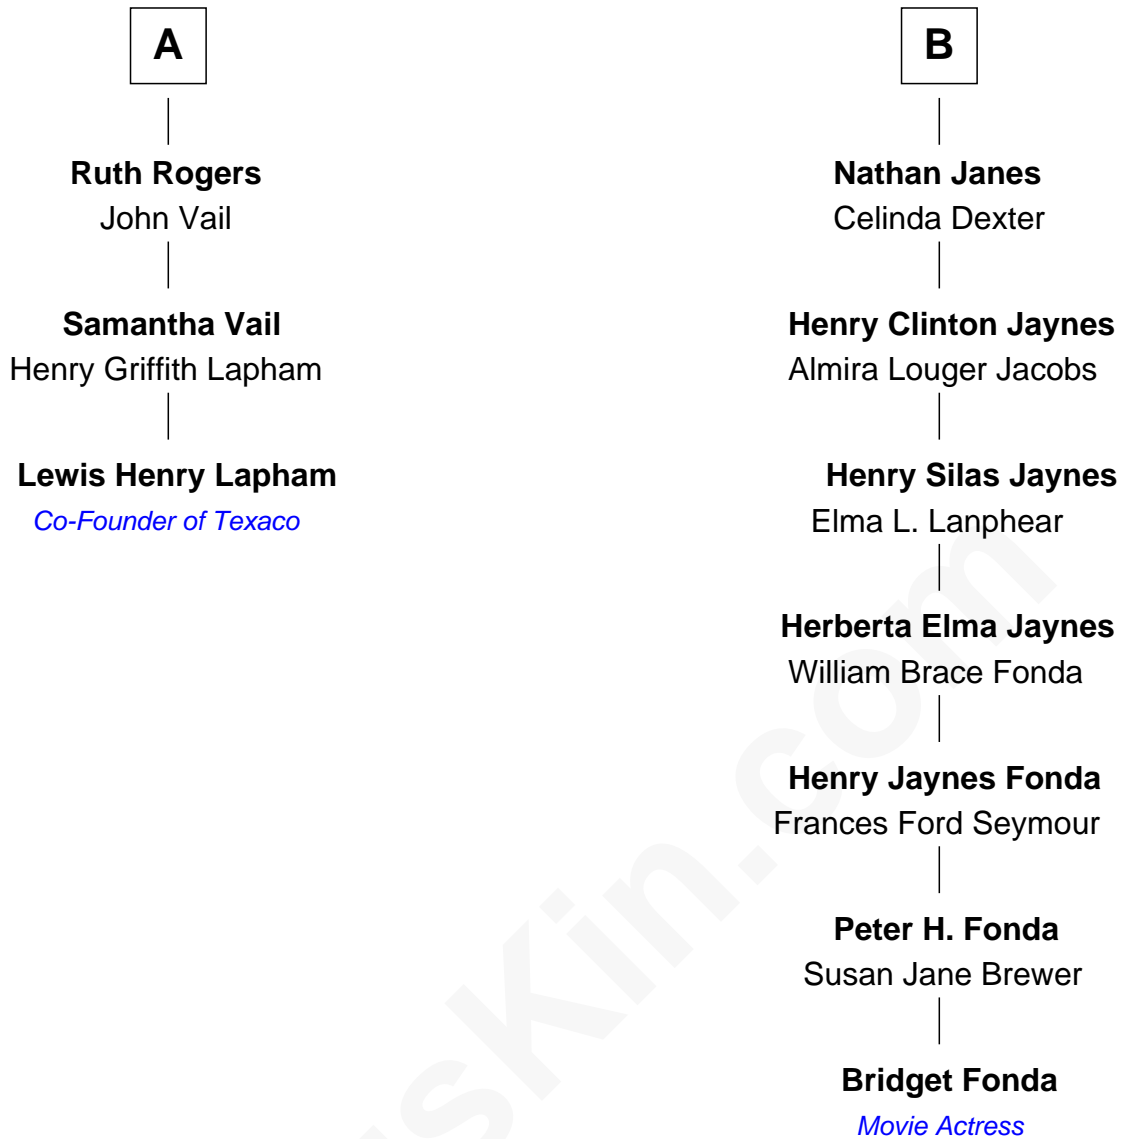 A
Ruth Rogers
John Vail
Samantha Vail
Henry Griffith Lapham
Lewis Henry Lapham
Co-Founder of Texaco
B
Nathan Janes
Celinda Dexter
Henry Clinton Jaynes
Almira Louger Jacobs
Henry Silas Jaynes
Elma L. Lanphear
Herberta Elma Jaynes
William Brace Fonda
Henry Jaynes Fonda
Frances Ford Seymour
Peter H. Fonda
Susan Jane Brewer
Bridget Fonda
Movie Actress
sKin.com